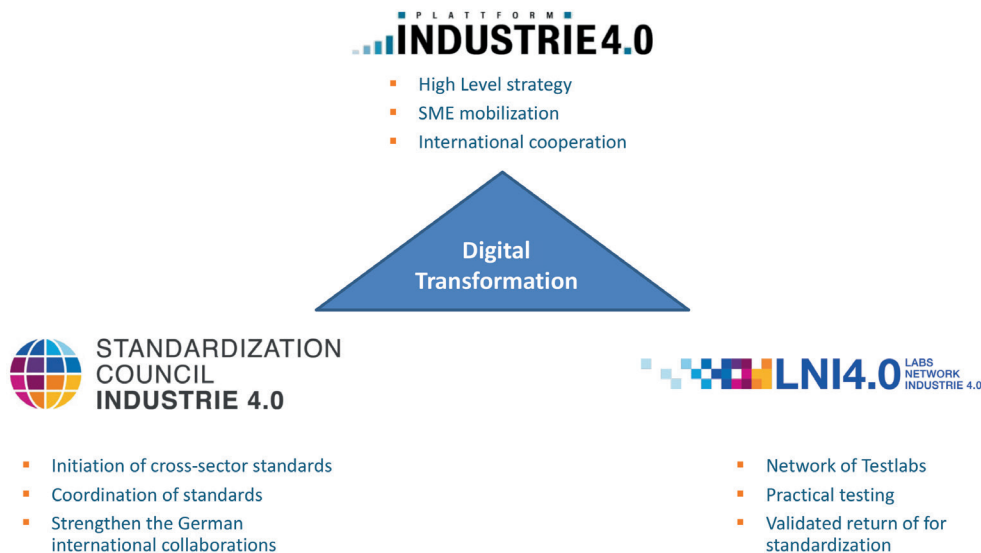 PLATTFORM
INDUSTRIE4.0
High Level strategy
SME mobilization
International cooperation
Digital
Transformation
STANDARDIZATION
COUNCIL
INDUSTRIE 4.0
Initiation of cross-sector standards
Coordination of standards
Strengthen the German
international collaborations
LNI4.0
LABS
NETWORK
INDUSTRIE 4.0
Network of Testlabs
Practical testing
Validated return of for
standardization